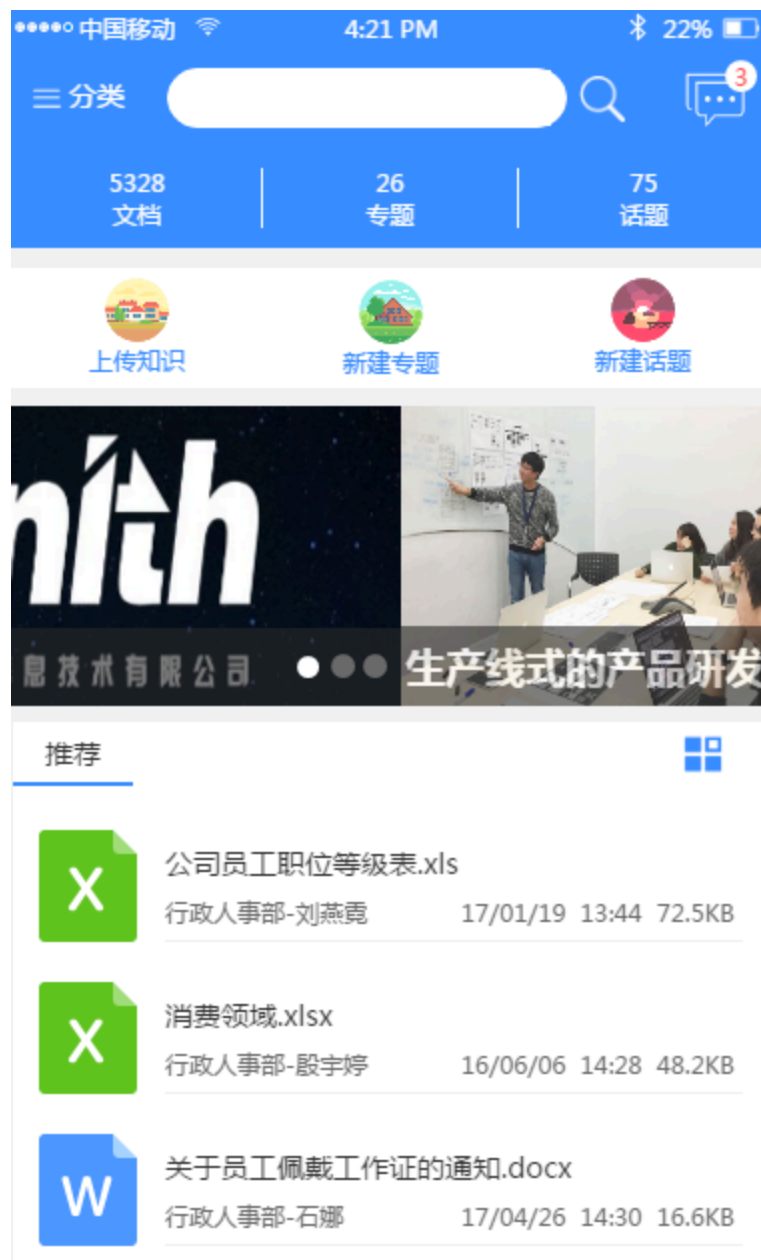 中国移动 4:21 PM 22%
分类 3
5328 26 75
文档 专题 话题
上传知识 新建专题 新建话题
nith
息技术有限公司 生产线式的产品研发
推荐
X 公司员工职位等级表.xls
行政人事部-刘燕霓 17/01/19 13:44 72.5KB
X 消费领域.xlsx
行政人事部-殷宇婷 16/06/06 14:28 48.2KB
W 关于员工佩戴工作证的通知.docx
行政人事部-石娜 17/04/26 14:30 16.6KB